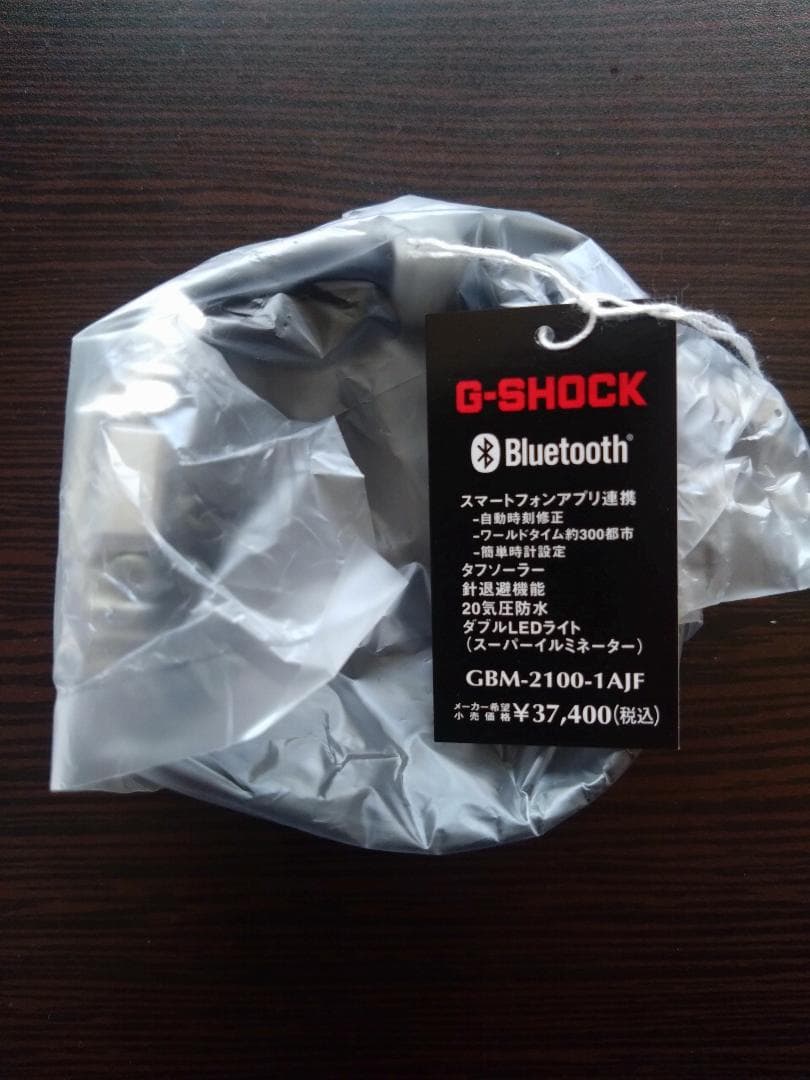 G-SHOCK
Bluetooth®
スマートフォンアプリ連携
-自動時刻修正
-ワールドタイム約300都市
-簡単時計設定
タフソーラー
針退避機能
20気圧防水
ダブルLEDライト
(スーパーイルミネーター)
GBM-2100-1AJF
メーカー希望小売価格 ¥37,400(税込)